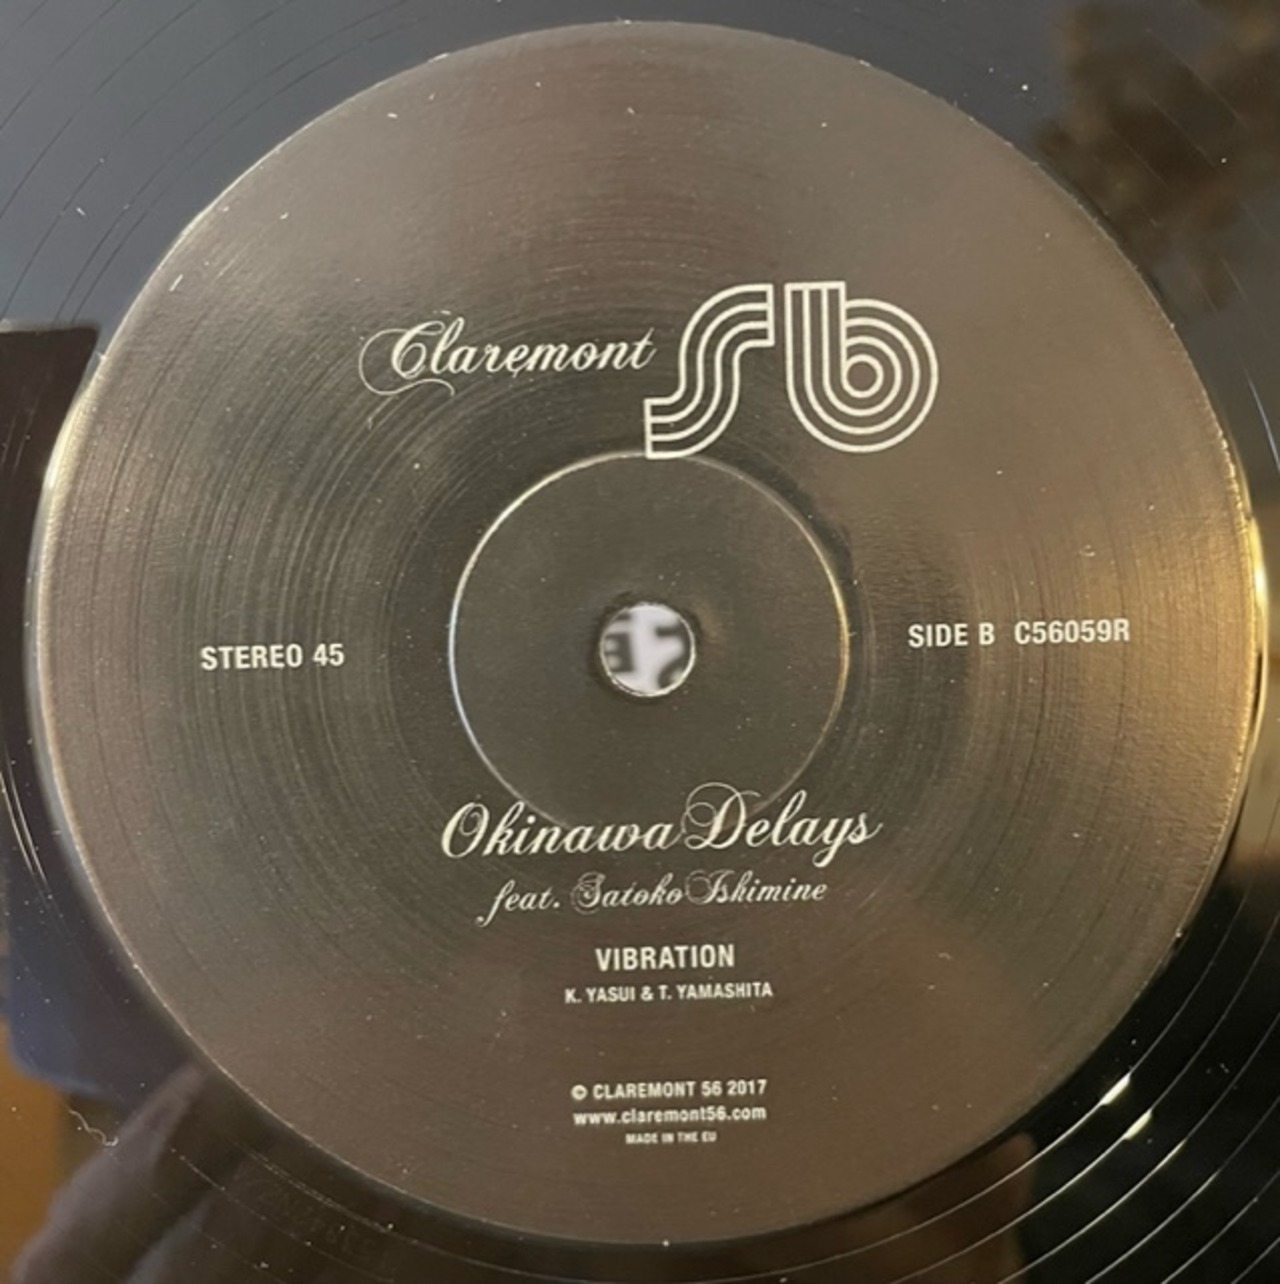 Claremont 56
STEREO 45
SIDE B C56059R
Okinawa Delays
feat. Satoko Ishimine
VIBRATION
K. YASUI & T. YAMASHITA
© CLAREMONT 56 2017
www.claremont56.com
MADE IN THE EU